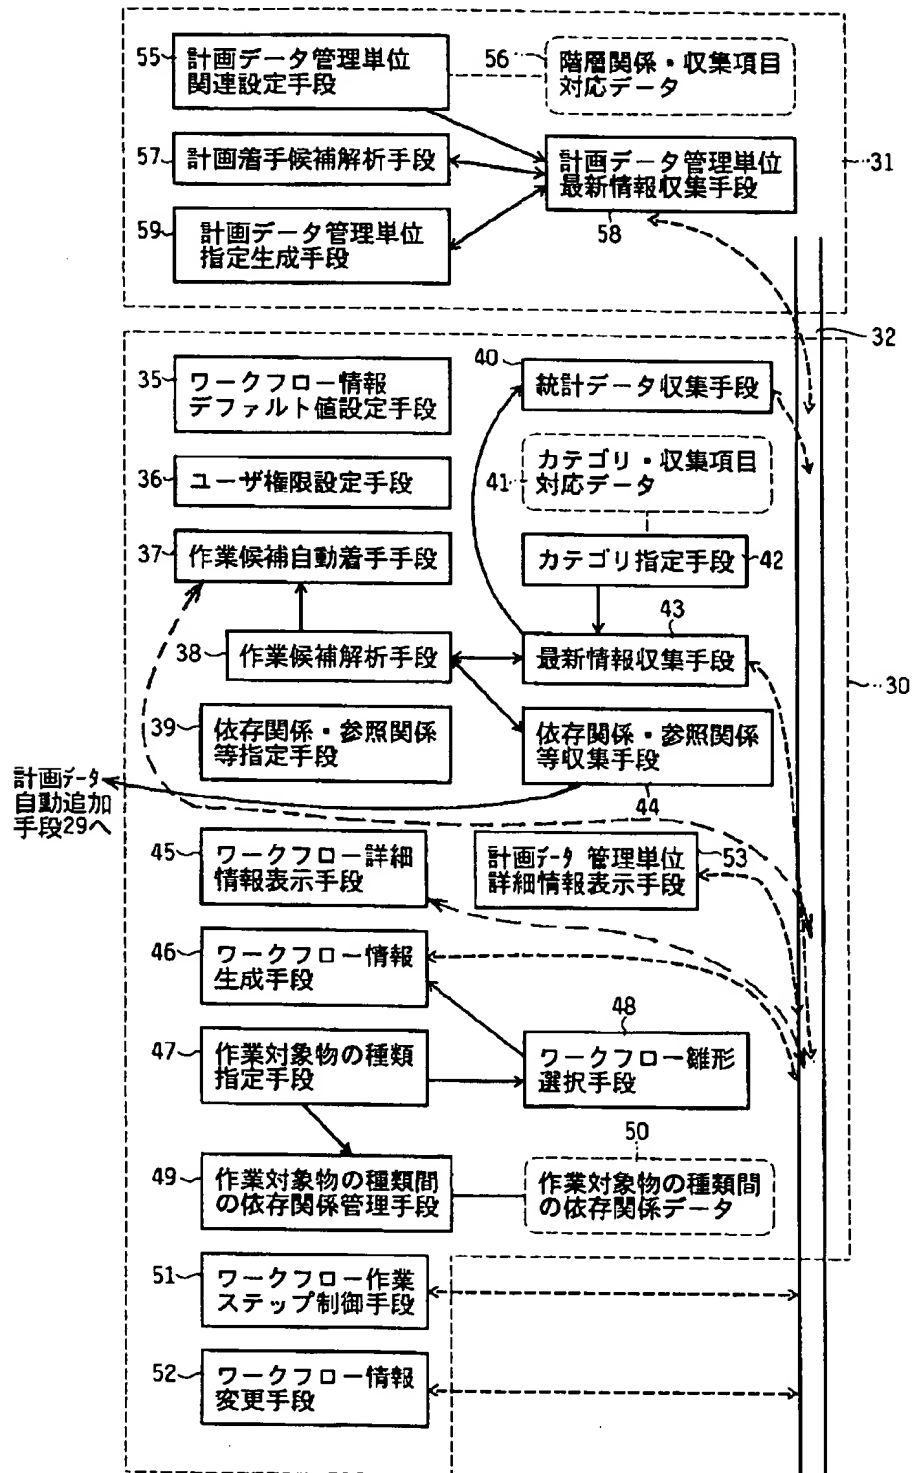 55
計画データ管理単位
関連設定手段
56
階層関係・収集項目
対応データ
57
計画着手候補解析手段
計画データ管理単位
最新情報収集手段
58
31
59
計画データ管理単位
指定生成手段
32
35
ワークフロー情報
デファルト値設定手段
40
統計データ収集手段
36
ユーザ権限設定手段
41
カテゴリ・収集項目
対応データ
37
作業候補自動着手手段
カテゴリ指定手段
42
38
作業候補解析手段
43
最新情報収集手段
30
39
依存関係・参照関係
等指定手段
依存関係・参照関係
等収集手段
44
計画データ
自動追加
手段29へ
45
ワークフロー詳細
情報表示手段
計画データ 管理単位
詳細情報表示手段
53
46
ワークフロー情報
生成手段
47
作業対象物の種類
指定手段
48
ワークフロー雛形
選択手段
49
作業対象物の種類間
の依存関係管理手段
50
作業対象物の種類間
の依存関係データ
51
ワークフロー作業
ステップ制御手段
52
ワークフロー情報
変更手段